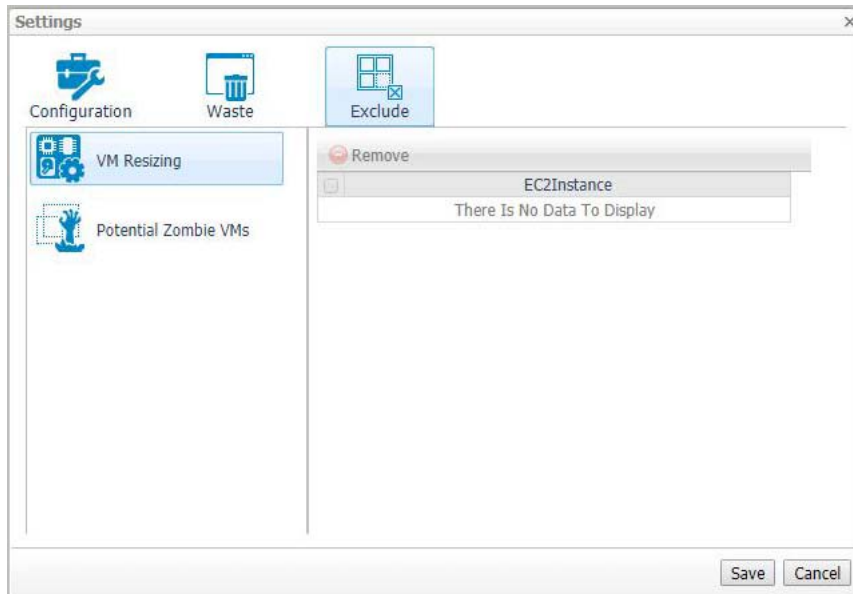 Settings
Configuration
Waste
Exclude
VM Resizing
Potential Zombie VMs
Remove
EC2Instance
There Is No Data To Display
Save
Cancel